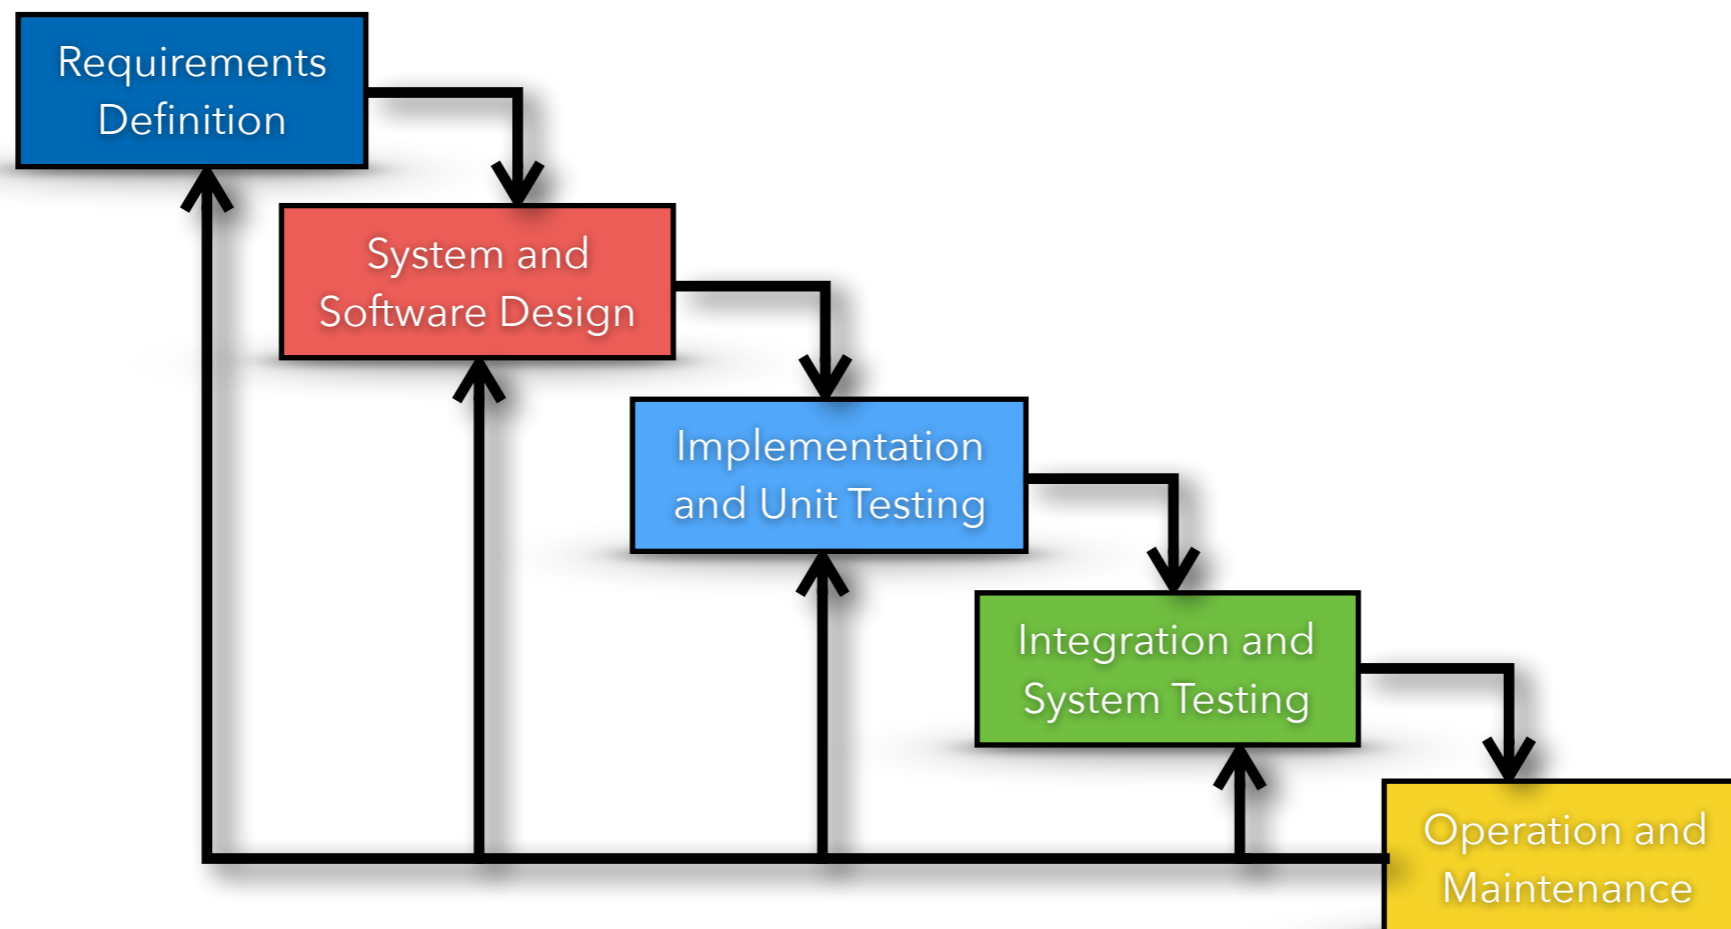 Requirements
Definition
System and
Software Design
Implementation
and Unit Testing
Integration and
System Testing
Operation and
Maintenance